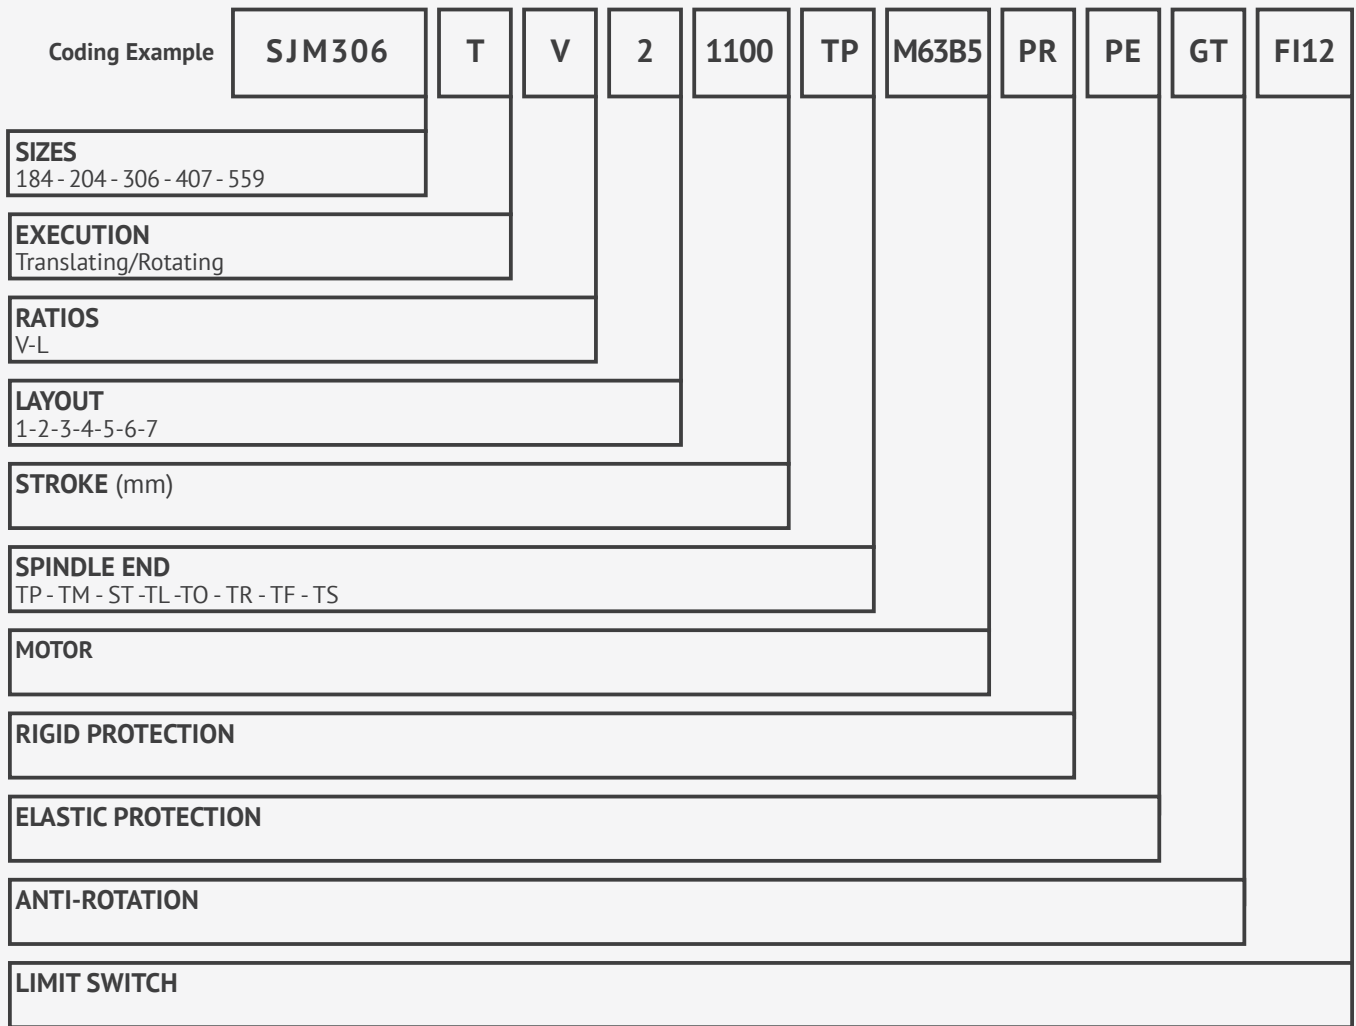 Coding Example SJM306 T V 2 1100 TP M63B5 PR PE GT FI12
SIZES
184 - 204 - 306 - 407 - 559
EXECUTION
Translating/Rotating
RATIOS
V-L
LAYOUT
1-2-3-4-5-6-7
STROKE (mm)
SPINDLE END
TP - TM - ST -TL -TO - TR - TF - TS
MOTOR
RIGID PROTECTION
ELASTIC PROTECTION
ANTI-ROTATION
LIMIT SWITCH